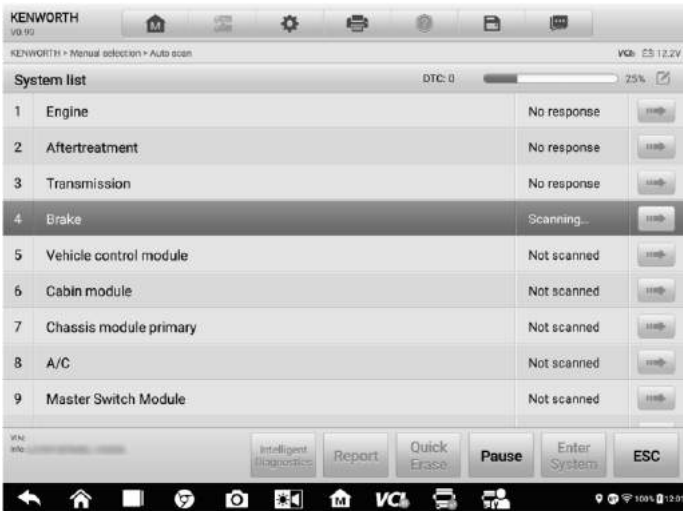 KENWORTH
V0.90
KENWORTH > Manual selection > Auto scan
VCI 12.2V
System list DTC: 0 25%
1 Engine No response
2 Aftertreatment No response
3 Transmission No response
4 Brake Scanning...
5 Vehicle control module Not scanned
6 Cabin module Not scanned
7 Chassis module primary Not scanned
8 A/C Not scanned
9 Master Switch Module Not scanned
VIN:
Info:
Intelligent Diagnostics Report Quick Erase Pause Enter System ESC
M VCI M 100% 12:01